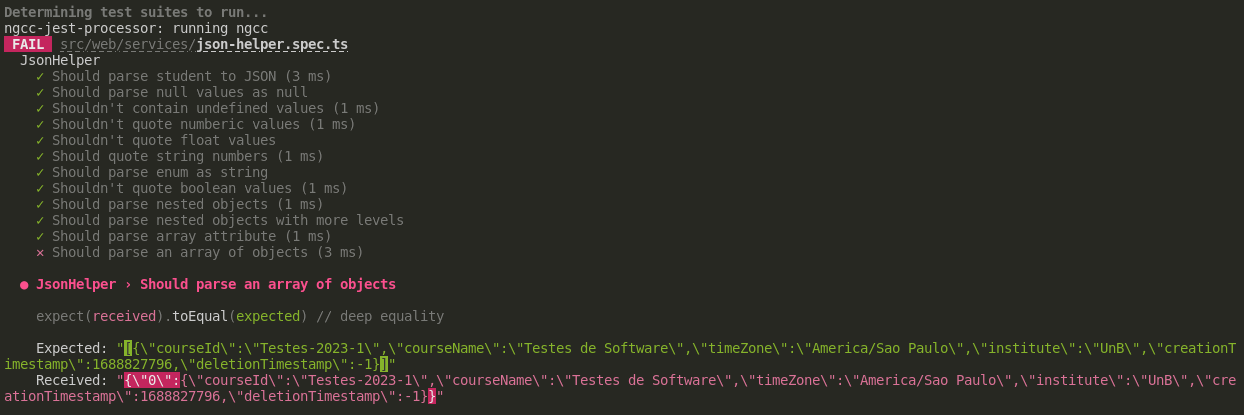 Determining test suites to run...
ngcc-jest-processor: running ngcc
FAIL src/web/services/json-helper.spec.ts
JsonHelper
✓ Should parse student to JSON (3 ms)
✓ Should parse null values as null
✓ Shouldn't contain undefined values (1 ms)
✓ Shouldn't quote numberic values (1 ms)
✓ Shouldn't quote float values
✓ Should quote string numbers (1 ms)
✓ Should parse enum as string
✓ Shouldn't quote boolean values (1 ms)
✓ Should parse nested objects (1 ms)
✓ Should parse nested objects with more levels
✓ Should parse array attribute (1 ms)
✕ Should parse an array of objects (3 ms)
● JsonHelper › Should parse an array of objects
expect(received).toEqual(expected) // deep equality
Expected: "[{\"courseId\":\"Testes-2023-1\",\"courseName\":\"Testes de Software\",\"timeZone\":\"America/Sao Paulo\",\"institute\":\"UnB\",\"creationT
imestamp\":1688827796,\"deletionTimestamp\":-1}]"
Received: "{\"0\":{\"courseId\":\"Testes-2023-1\",\"courseName\":\"Testes de Software\",\"timeZone\":\"America/Sao Paulo\",\"institute\":\"UnB\",\"cre
ationTimestamp\":1688827796,\"deletionTimestamp\":-1}}"